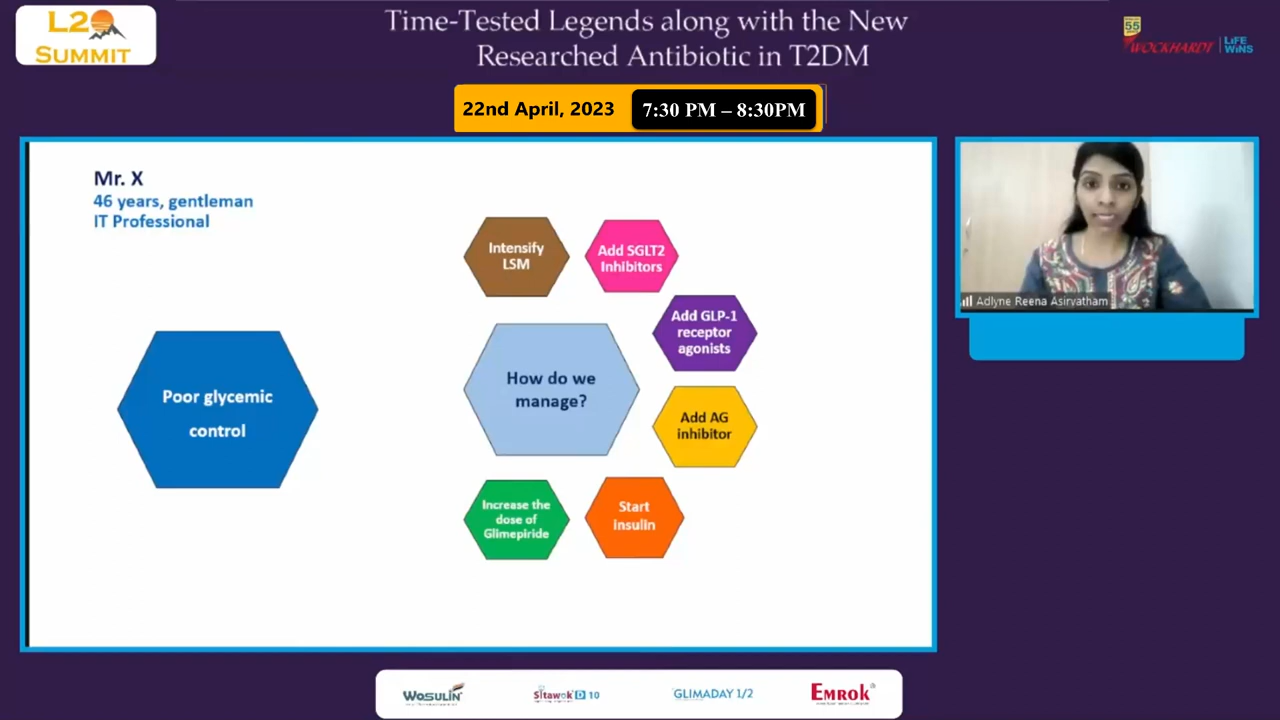 L2
SUMMIT
Time-Tested Legends along with the New
Researched Antibiotic in T2DM
55
WOCKHARDT
LIFE
WINS
22nd April, 2023
7:30 PM – 8:30PM
Mr. X
46 years, gentleman
IT Professional
Intensify
LSM
Add SGLT2
Inhibitors
Add GLP-1
receptor
agonists
How do we
manage?
Poor glycemic
control
Add AG
inhibitor
Increase the
dose of
Glimepiride
Start
Insulin
Adlyne Reena Asirvatham
WOSULIN
Sitawok D 10
GLIMADAY 1/2
EMROK